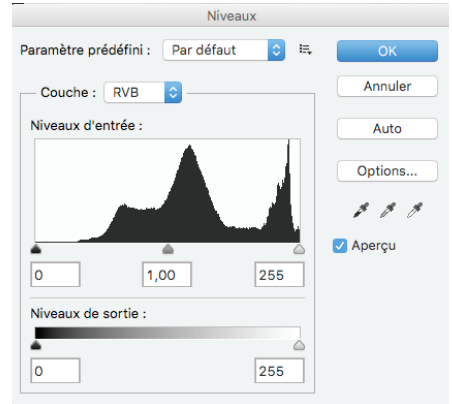 Niveaux
Paramètre prédéfini : Par défaut
OK
Couche : RVB
Annuler
Niveaux d'entrée :
Auto
Options...
Aperçu
0 1,00 255
Niveaux de sortie :
0 255